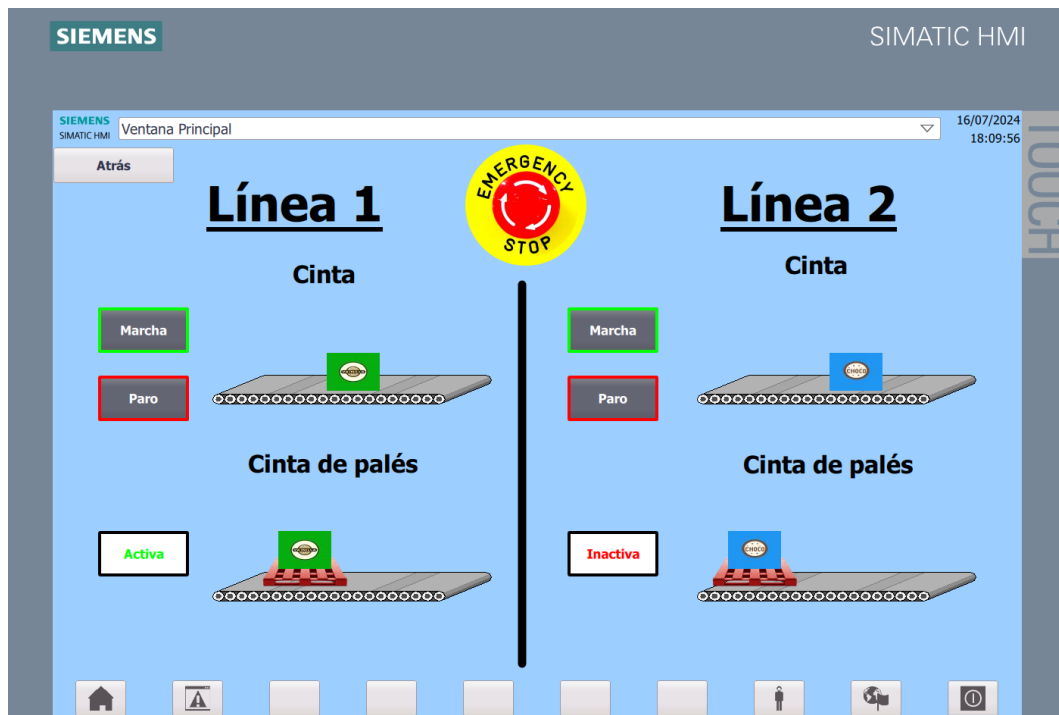 SIEMENS
SIMATIC HMI
TOUCH
SIEMENS
SIMATIC HMI
Ventana Principal
16/07/2024
18:09:56
Atrás
Línea 1
EMERGENCY
STOP
Línea 2
Cinta
Cinta
Marcha
Marcha
Paro
CHOCO
Paro
Cinta de palés
Cinta de palés
Activa
Inactiva
CHOCO